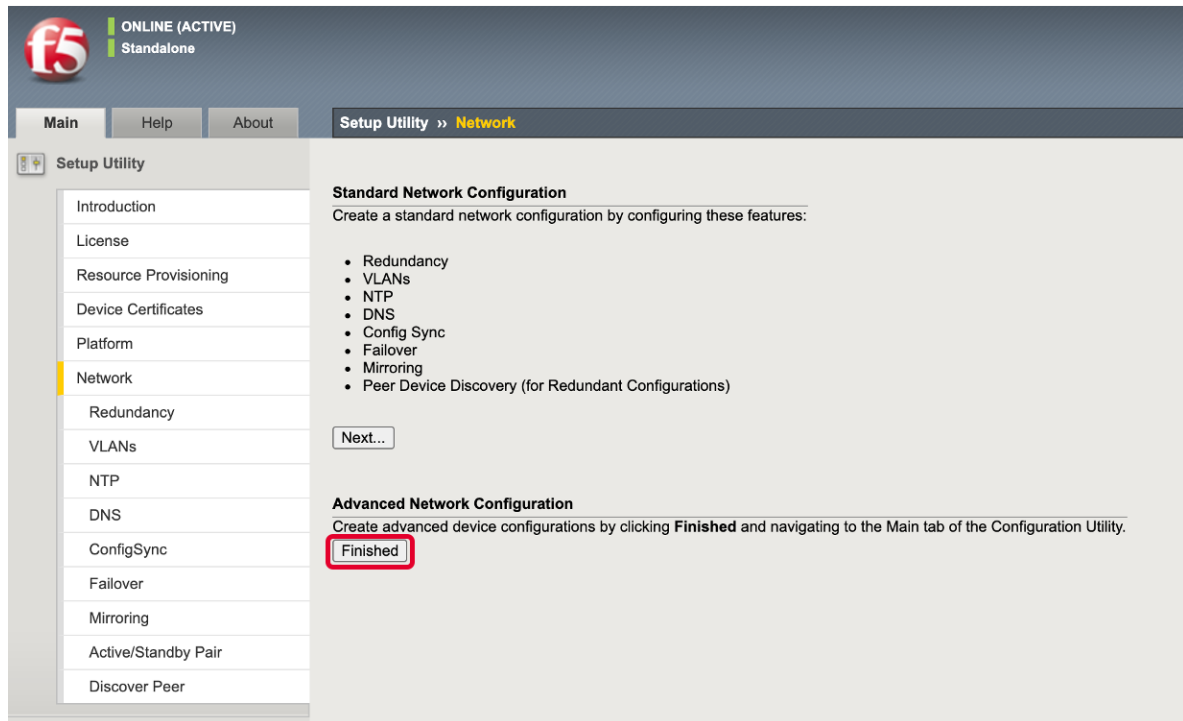 f5
ONLINE (ACTIVE)
Standalone
Main
Help
About
Setup Utility ›› Network
Setup Utility
Introduction
License
Resource Provisioning
Device Certificates
Platform
Network
Redundancy
VLANs
NTP
DNS
ConfigSync
Failover
Mirroring
Active/Standby Pair
Discover Peer
Standard Network Configuration
Create a standard network configuration by configuring these features:
• Redundancy
• VLANs
• NTP
• DNS
• Config Sync
• Failover
• Mirroring
• Peer Device Discovery (for Redundant Configurations)
Next...
Advanced Network Configuration
Create advanced device configurations by clicking Finished and navigating to the Main tab of the Configuration Utility.
Finished